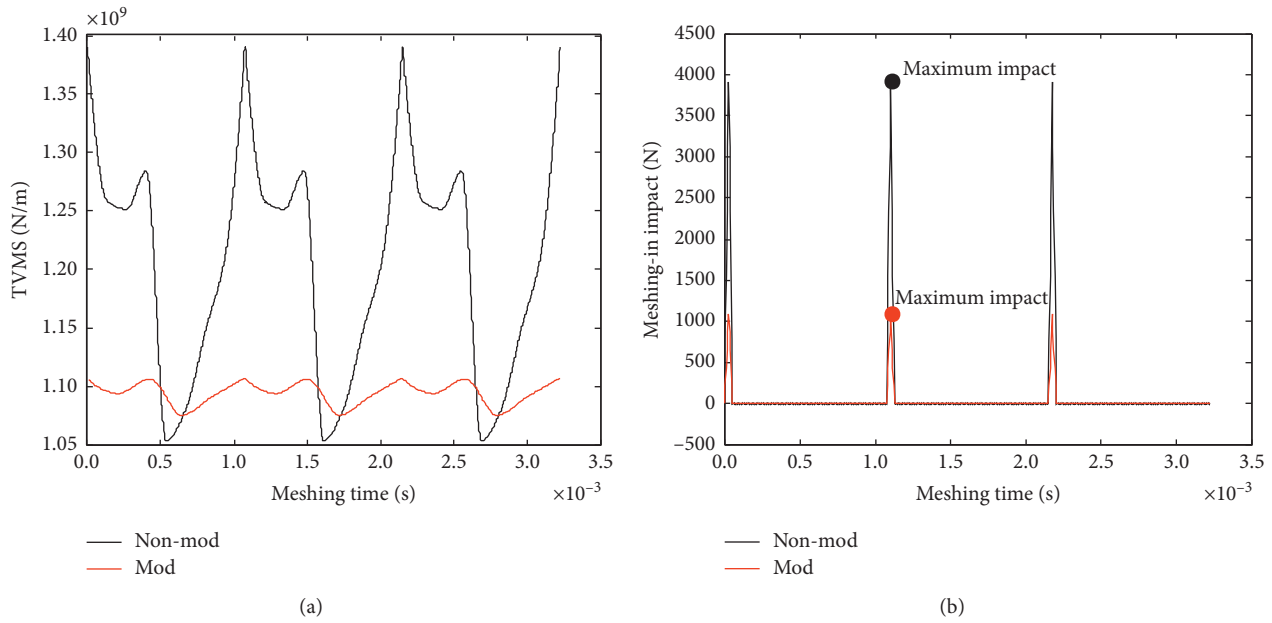 ×10⁹
1.40
1.35
1.30
1.25
1.20
1.15
1.10
1.05
TVMS (N/m)
0.0 0.5 1.0 1.5 2.0 2.5 3.0 3.5
Meshing time (s) ×10⁻³
Non-mod
Mod
(a)
4500
4000
3500
3000
2500
2000
1500
1000
500
0
−500
Meshing-in impact (N)
Maximum impact
Maximum impact
0.0 0.5 1.0 1.5 2.0 2.5 3.0 3.5
Meshing time (s) ×10⁻³
Non-mod
Mod
(b)